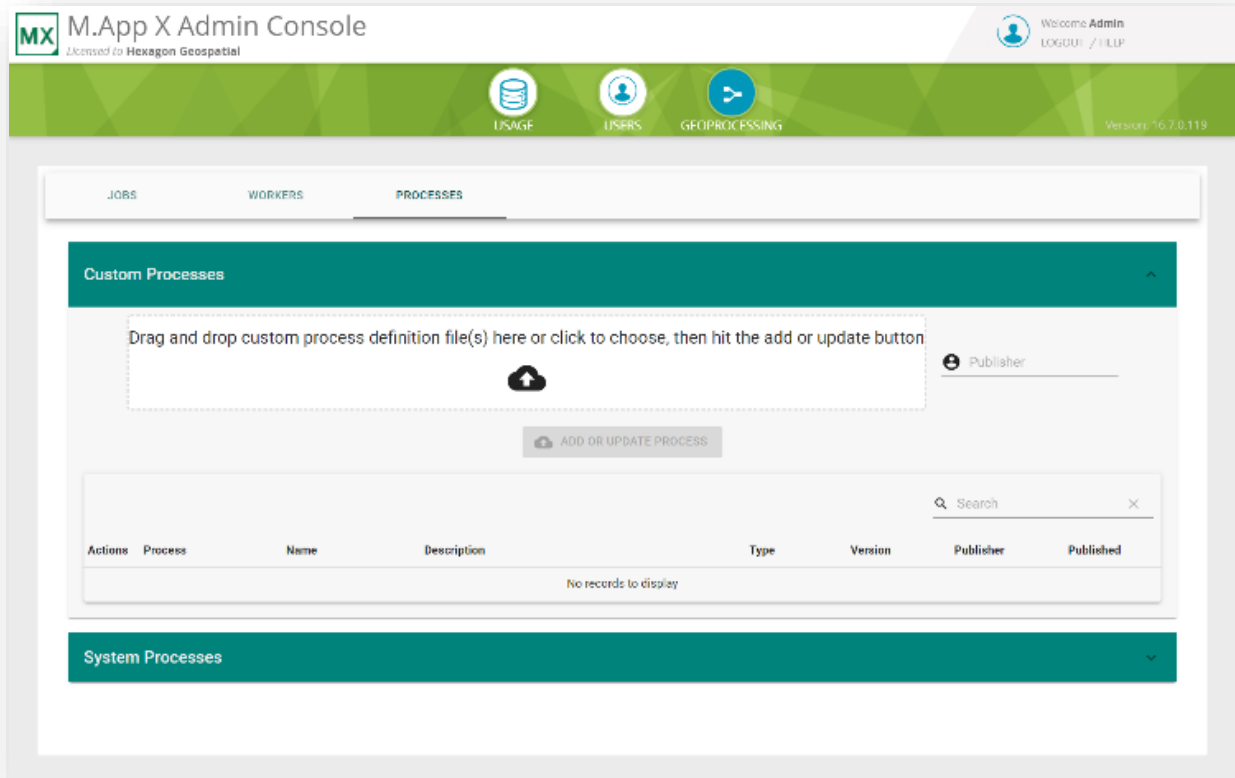 MX M.App X Admin Console
Licensed to Hexagon Geospatial
Welcome Admin
LOGOUT / HELP
USAGE USERS GEOPROCESSING
Version: 16.7.0.119
JOBS WORKERS PROCESSES
Custom Processes
Drag and drop custom process definition file(s) here or click to choose, then hit the add or update button
Publisher
ADD OR UPDATE PROCESS
Search
Actions Process Name Description Type Version Publisher Published
No records to display
System Processes